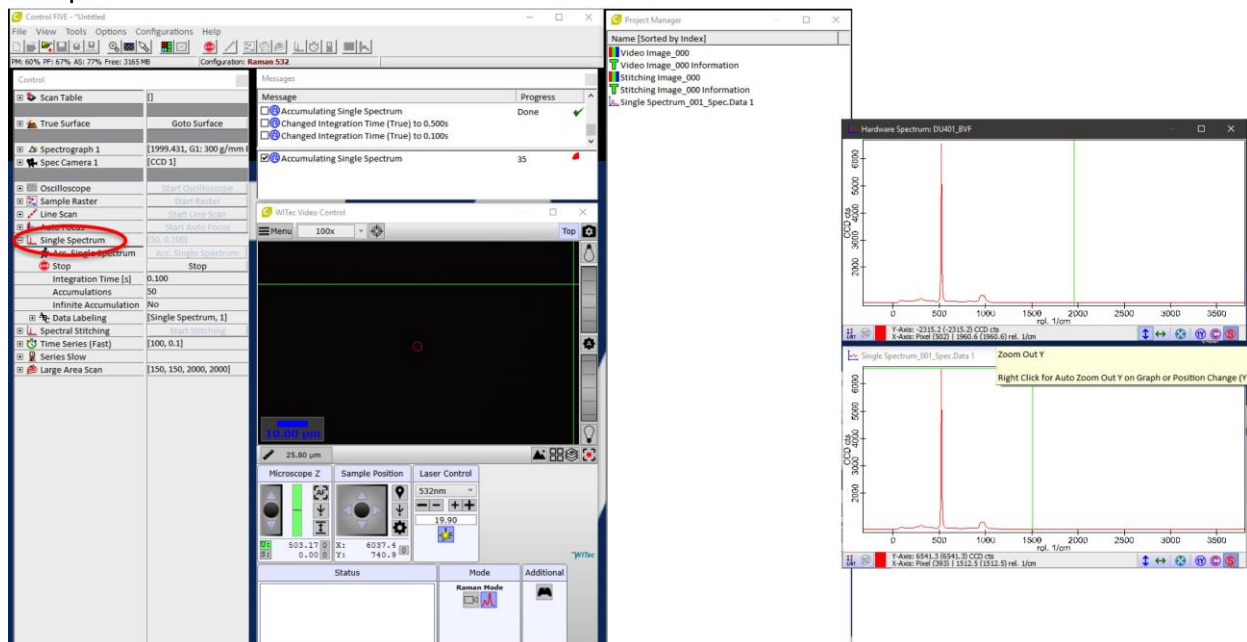 Control FIVE - *Untitled
File View Tools Options Configurations Help
PM: 60% PF: 67% AS: 77% Free: 3165 MB Configuration: Raman 532
Control
Scan Table []
True Surface Goto Surface
Spectrograph 1 [1999.431, G1: 300 g/mm
Spec Camera 1 [CCD 1]
Oscilloscope Start Oscilloscope
Sample Raster Start Raster
Line Scan Start Line Scan
Auto Focus Start Auto Focus
Single Spectrum [50, 0.100]
Acc. Single Spectrum Acc. Single Spectrum
Stop Stop
Integration Time [s] 0.100
Accumulations 50
Infinite Accumulation No
Data Labeling [Single Spectrum, 1]
Spectral Stitching Start Stitching
Time Series (Fast) [100, 0.1]
Series Slow
Large Area Scan [150, 150, 2000, 2000]
Messages
Message Progress
Accumulating Single Spectrum Done
Changed Integration Time (True) to 0.500s
Changed Integration Time (True) to 0.100s
Accumulating Single Spectrum 35
WITec Video Control
Menu 100x Top
10.00 µm
25.80 µm
Microscope Z Sample Position Laser Control
AF
532nm
19.90
503.17 0 X: 6037.4 0
0.00 0 Y: 740.9
WITec
Status Mode Additional
Raman Mode
Project Manager
Name [Sorted by Index]
Video Image_000
Video Image_000 Information
Stitching Image_000
Stitching Image_000 Information
Single Spectrum_001_Spec.Data 1
Hardware Spectrum: DU401_BVF
CCD cts
6000
5000
4000
3000
2000
0 500 1000 1500 2000 2500 3000 3500
rel. 1/cm
Y-Axis: -2315.2 (-2315.2) CCD cts
X-Axis: Pixel (502) | 1960.6 (1960.6) rel. 1/cm
Single Spectrum_001_Spec.Data 1
Zoom Out Y
Right Click for Auto Zoom Out Y on Graph or Position Change (Y
CCD cts
6000
5000
4000
3000
2000
0 500 1000 1500 2000 2500 3000 3500
rel. 1/cm
Y-Axis: 6541.3 (6541.3) CCD cts
X-Axis: Pixel (393) | 1512.5 (1512.5) rel. 1/cm